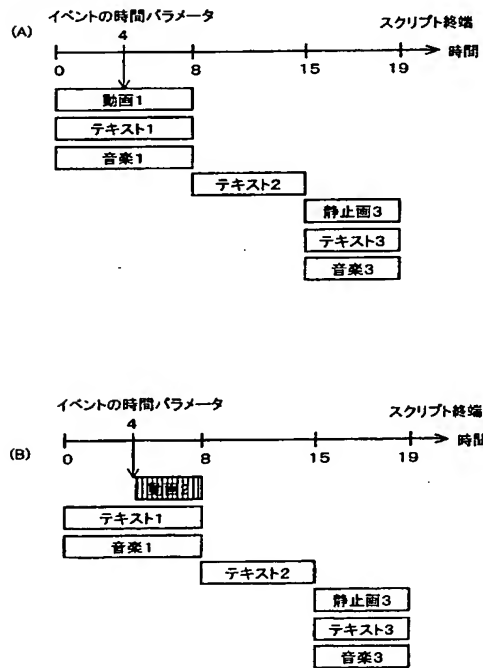 イベントの時間パラメータ
スクリプト終端
(A)
4
時間
0
8
15
19
動画1
テキスト1
音楽1
テキスト2
静止画3
テキスト3
音楽3
イベントの時間パラメータ
スクリプト終端
(B)
4
時間
0
8
15
19
動画2
テキスト1
音楽1
テキスト2
静止画3
テキスト3
音楽3